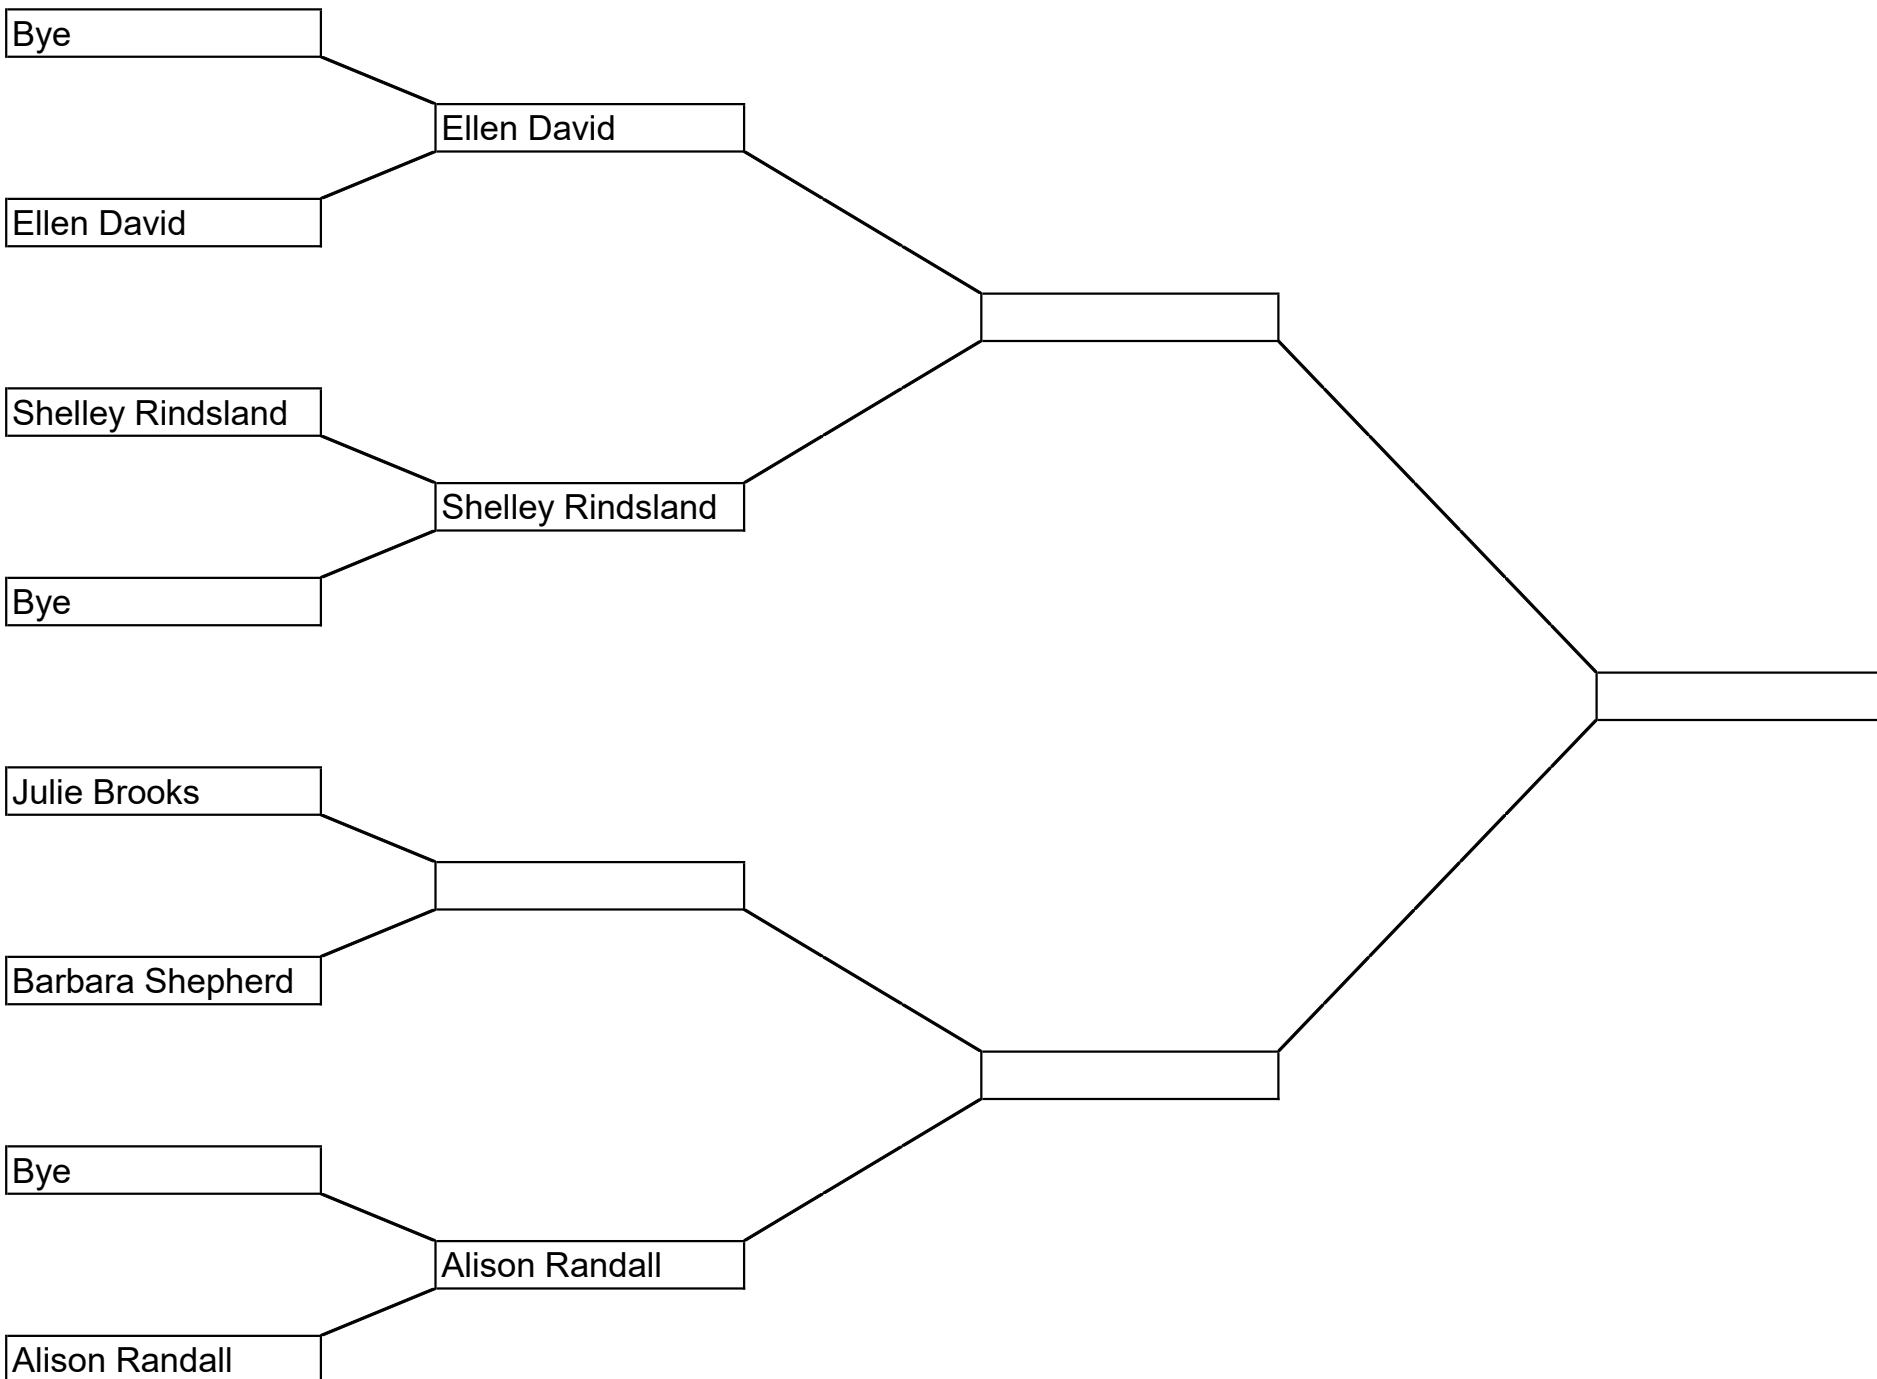 Bye
Ellen David
Ellen David
Shelley Rindsland
Shelley Rindsland
Bye
Julie Brooks
Barbara Shepherd
Bye
Alison Randall
Alison Randall